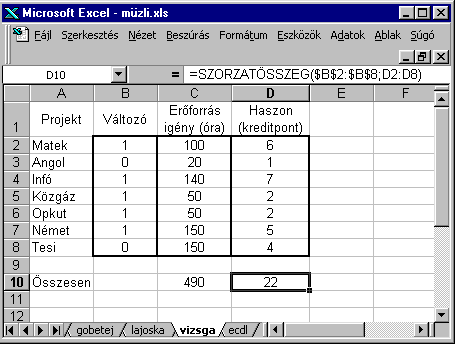 Microsoft Excel - müzli.xls
Fájl Szerkesztés Nézet Beszúrás Formátum Eszközök Adatok Ablak Súgó
D10 = =SZORZATÖSSZEG($B$2:$B$8;D2:D8)
A B C D E F
1 Projekt Változó Erőforrás igény (óra) Haszon (kreditpont)
2 Matek 1 100 6
3 Angol 0 20 1
4 Infó 1 140 7
5 Közgáz 1 50 2
6 Opkut 1 50 2
7 Német 1 150 5
8 Tesi 0 150 4
9
10 Összesen 490 22
11
12
gobetej lajoska vizsga ecdl